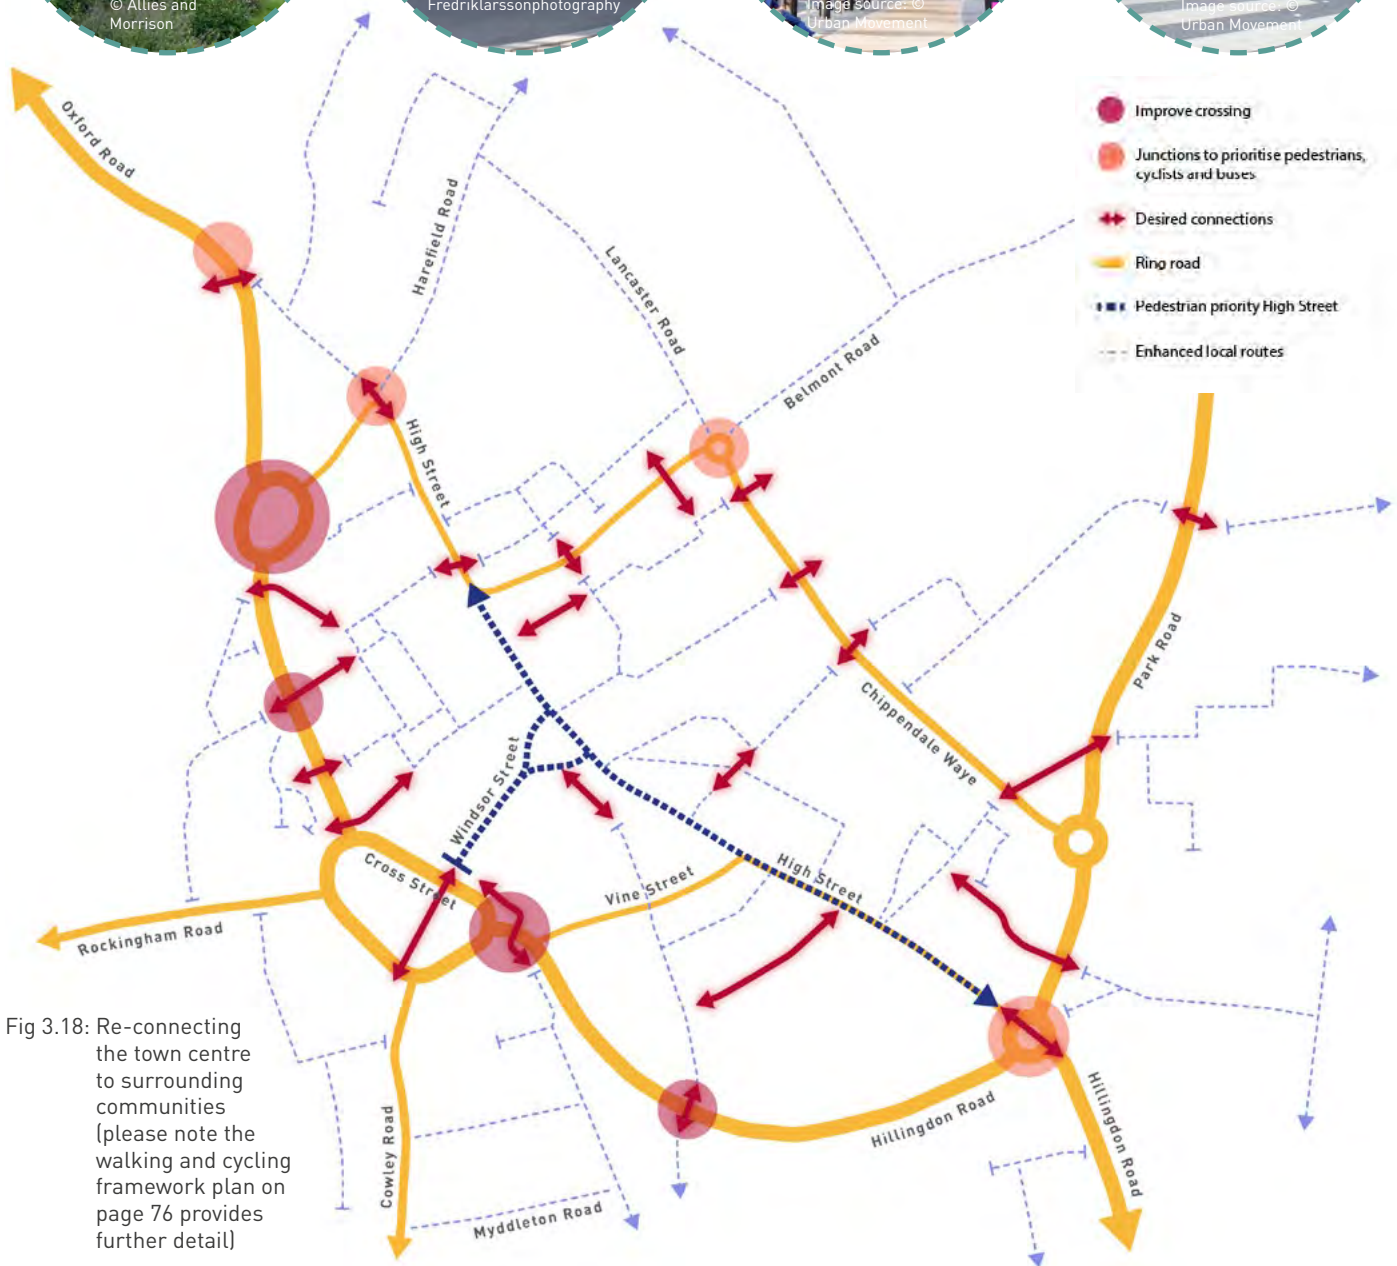 © Allies and
Morrison
Fredriklarssonphotography
Image source: ©
Urban Movement
Image source: ©
Urban Movement
Improve crossing
Junctions to prioritise pedestrians,
cyclists and buses
Desired connections
Ring road
Pedestrian priority High Street
Enhanced local routes
Oxford Road
Harefield Road
Lancaster Road
Belmont Road
High Street
Park Road
Chippendale Waye
Windsor Street
Cross Street
Vine Street
High Street
Rockingham Road
Cowley Road
Myddleton Road
Hillingdon Road
Hillingdon Road
Fig 3.18: Re-connecting
the town centre
to surrounding
communities
(please note the
walking and cycling
framework plan on
page 76 provides
further detail)